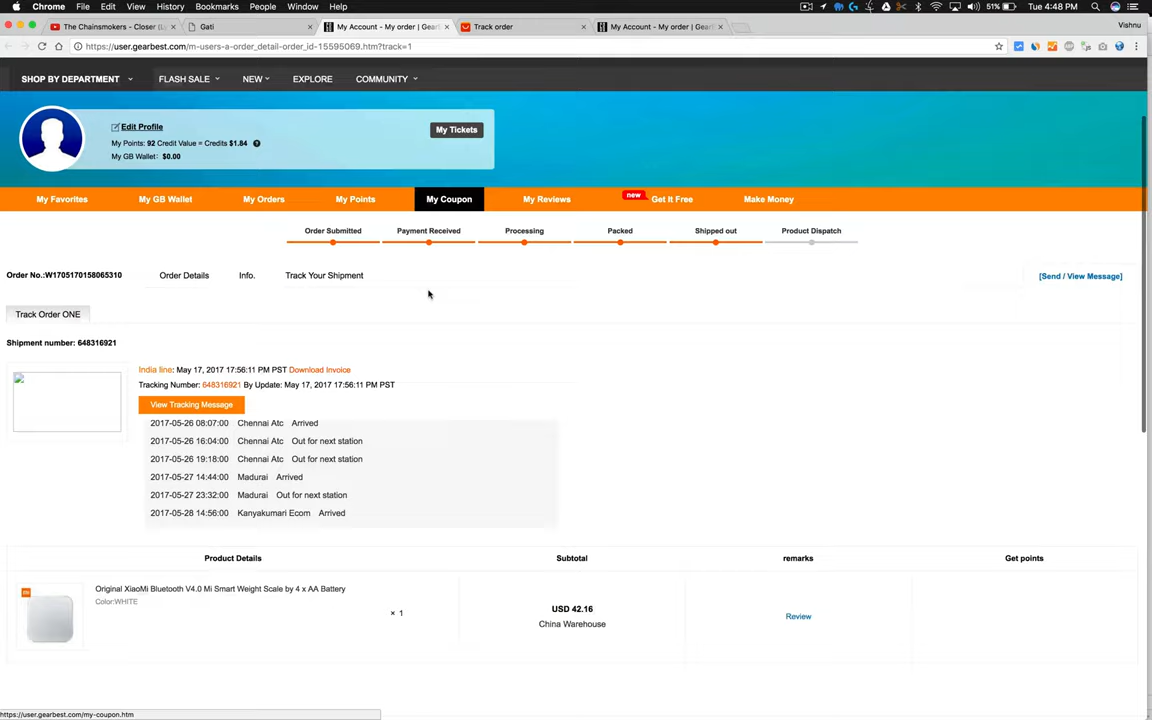 Chrome File Edit View History Bookmarks People Window Help 51% Tue 4:48 PM
The Chainsmokers - Closer (Ly Gati My Account - My order | GearB Track order My Account - My order | GearB Vishnu
https://user.gearbest.com/m-users-a-order_detail-order_id-15595069.htm?track=1
SHOP BY DEPARTMENT FLASH SALE NEW EXPLORE COMMUNITY
Edit Profile
My Tickets
My Points: 92 Credit Value = Credits $1.84 ?
My GB Wallet: $0.00
new
My Favorites My GB Wallet My Orders My Points My Coupon My Reviews Get It Free Make Money
Order Submitted Payment Received Processing Packed Shipped out Product Dispatch
Order No.:W1705170158065310 Order Details Info. Track Your Shipment [Send / View Message]
Track Order ONE
Shipment number: 648316921
India line: May 17, 2017 17:56:11 PM PST Download Invoice
Tracking Number: 648316921 By Update: May 17, 2017 17:56:11 PM PST
View Tracking Message
2017-05-26 08:07:00 Chennai Atc Arrived
2017-05-26 16:04:00 Chennai Atc Out for next station
2017-05-26 19:18:00 Chennai Atc Out for next station
2017-05-27 14:44:00 Madurai Arrived
2017-05-27 23:32:00 Madurai Out for next station
2017-05-28 14:56:00 Kanyakumari Ecom Arrived
Product Details Subtotal remarks Get points
mi
Original XiaoMi Bluetooth V4.0 Mi Smart Weight Scale by 4 x AA Battery
Color:WHITE
× 1
USD 42.16
China Warehouse
Review
https://user.gearbest.com/my-coupon.htm